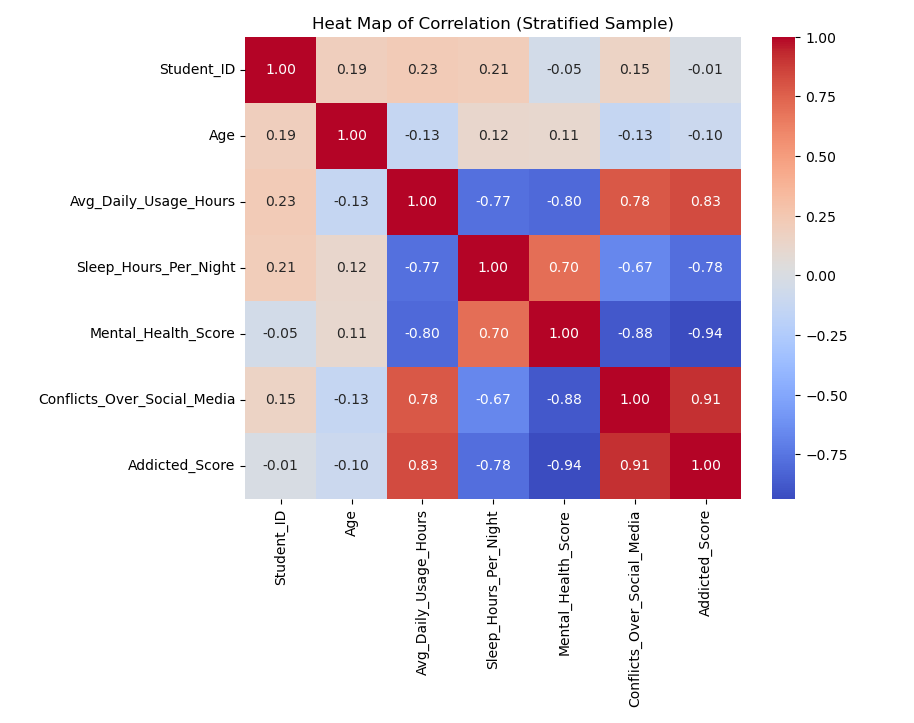 Heat Map of Correlation (Stratified Sample)
Student_ID 1.00 0.19 0.23 0.21 -0.05 0.15 -0.01
Age 0.19 1.00 -0.13 0.12 0.11 -0.13 -0.10
Avg_Daily_Usage_Hours 0.23 -0.13 1.00 -0.77 -0.80 0.78 0.83
Sleep_Hours_Per_Night 0.21 0.12 -0.77 1.00 0.70 -0.67 -0.78
Mental_Health_Score -0.05 0.11 -0.80 0.70 1.00 -0.88 -0.94
Conflicts_Over_Social_Media 0.15 -0.13 0.78 -0.67 -0.88 1.00 0.91
Addicted_Score -0.01 -0.10 0.83 -0.78 -0.94 0.91 1.00
Student_ID
Age
Avg_Daily_Usage_Hours
Sleep_Hours_Per_Night
Mental_Health_Score
Conflicts_Over_Social_Media
Addicted_Score
1.00
0.75
0.50
0.25
0.00
−0.25
−0.50
−0.75